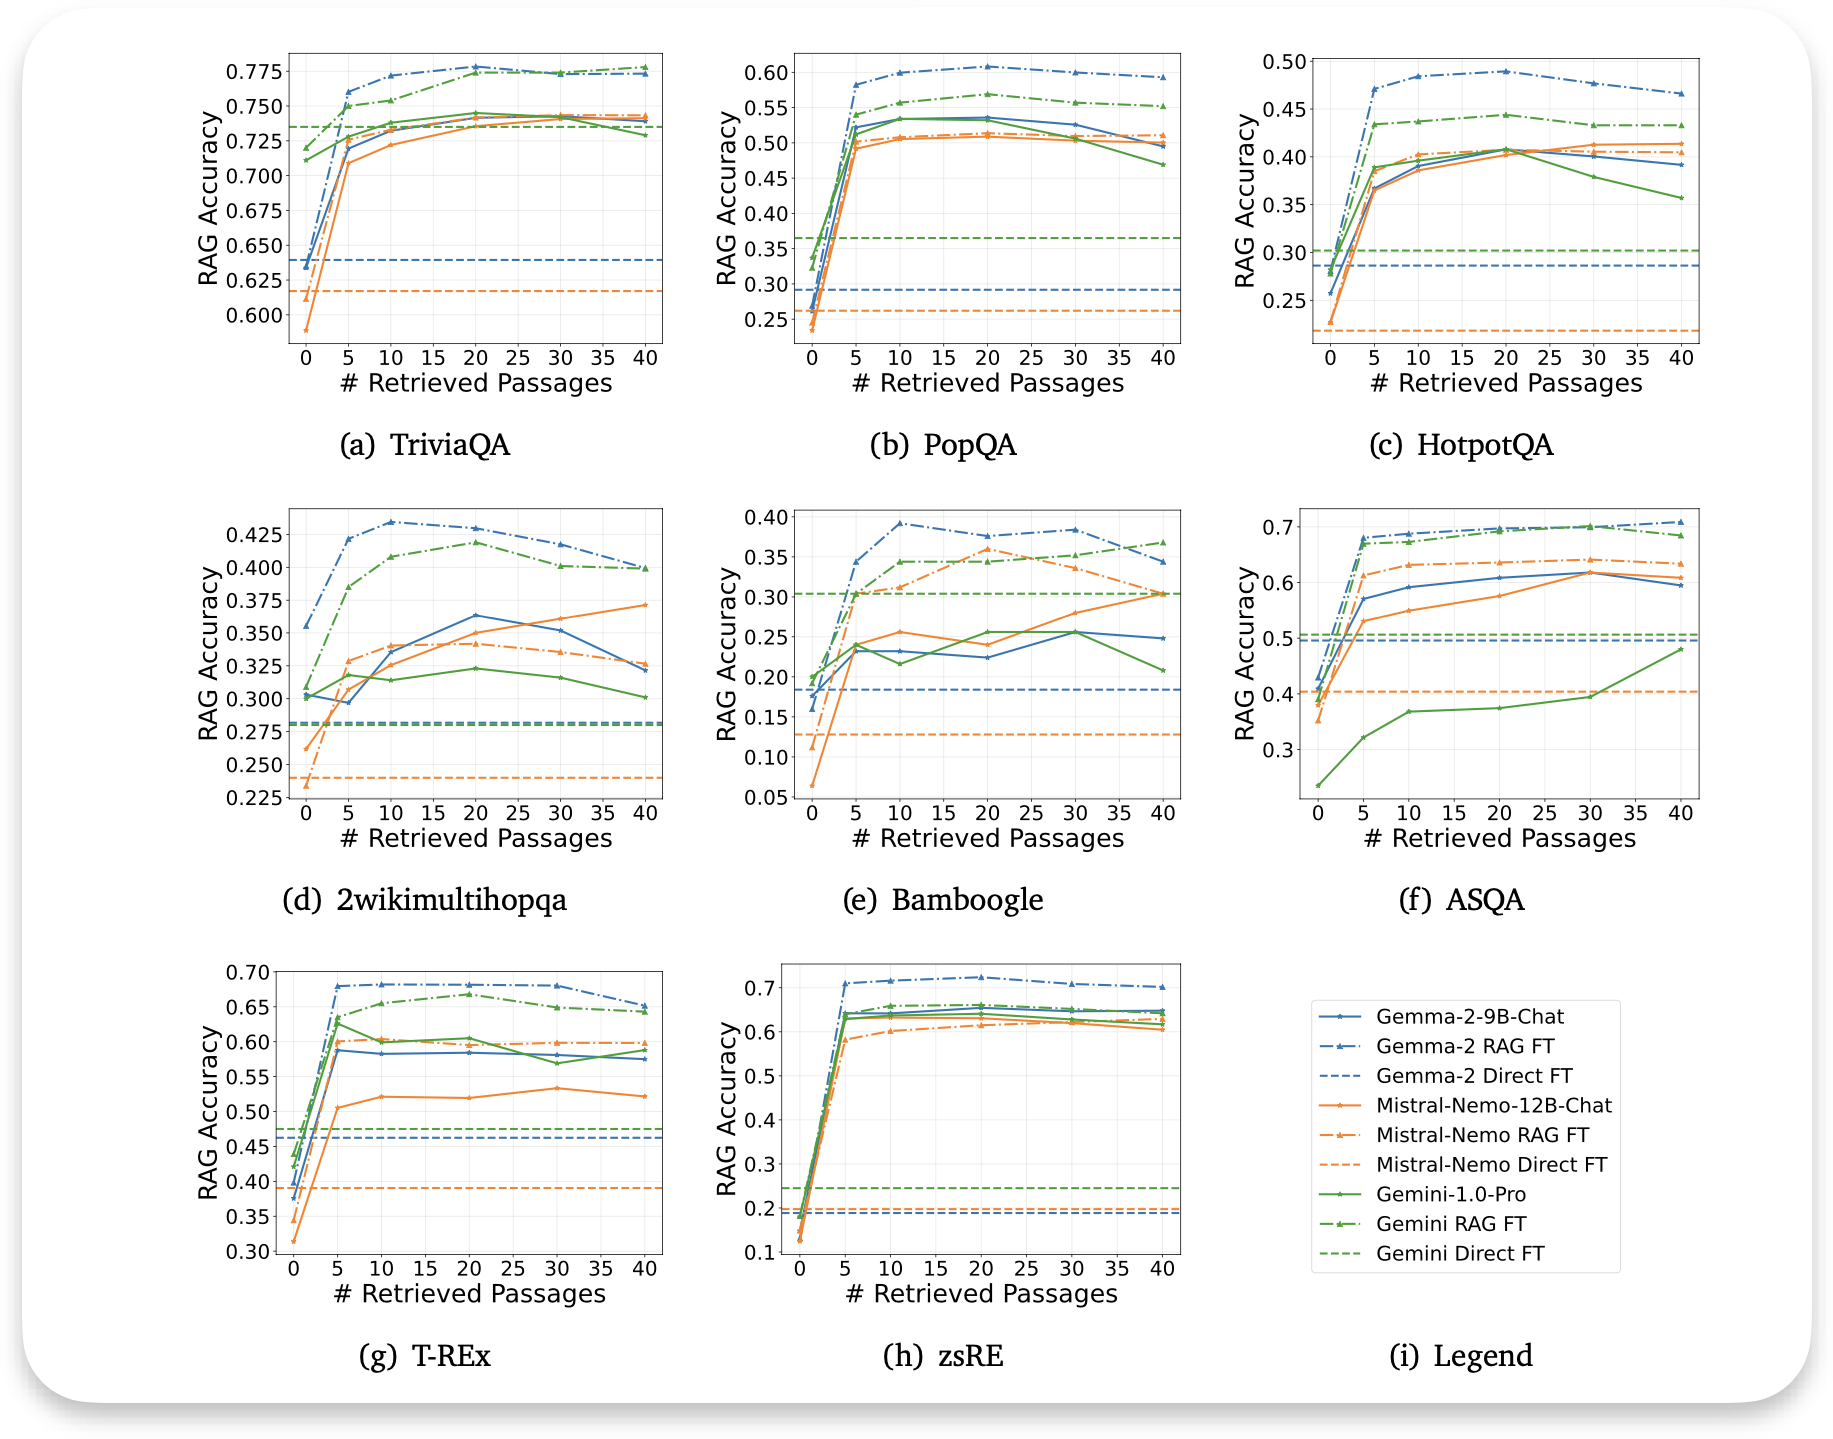 0.775
0.750
0.725
0.700
0.675
0.650
0.625
0.600
RAG Accuracy
0 5 10 15 20 25 30 35 40
# Retrieved Passages
(a) TriviaQA
0.60
0.55
0.50
0.45
0.40
0.35
0.30
0.25
RAG Accuracy
0 5 10 15 20 25 30 35 40
# Retrieved Passages
(b) PopQA
0.50
0.45
0.40
0.35
0.30
0.25
RAG Accuracy
0 5 10 15 20 25 30 35 40
# Retrieved Passages
(c) HotpotQA
0.425
0.400
0.375
0.350
0.325
0.300
0.275
0.250
0.225
RAG Accuracy
0 5 10 15 20 25 30 35 40
# Retrieved Passages
(d) 2wikimultihopqa
0.40
0.35
0.30
0.25
0.20
0.15
0.10
0.05
RAG Accuracy
0 5 10 15 20 25 30 35 40
# Retrieved Passages
(e) Bamboogle
0.7
0.6
0.5
0.4
0.3
RAG Accuracy
0 5 10 15 20 25 30 35 40
# Retrieved Passages
(f) ASQA
0.70
0.65
0.60
0.55
0.50
0.45
0.40
0.35
0.30
RAG Accuracy
0 5 10 15 20 25 30 35 40
# Retrieved Passages
(g) T-REx
0.7
0.6
0.5
0.4
0.3
0.2
0.1
RAG Accuracy
0 5 10 15 20 25 30 35 40
# Retrieved Passages
(h) zsRE
Gemma-2-9B-Chat
Gemma-2 RAG FT
Gemma-2 Direct FT
Mistral-Nemo-12B-Chat
Mistral-Nemo RAG FT
Mistral-Nemo Direct FT
Gemini-1.0-Pro
Gemini RAG FT
Gemini Direct FT
(i) Legend